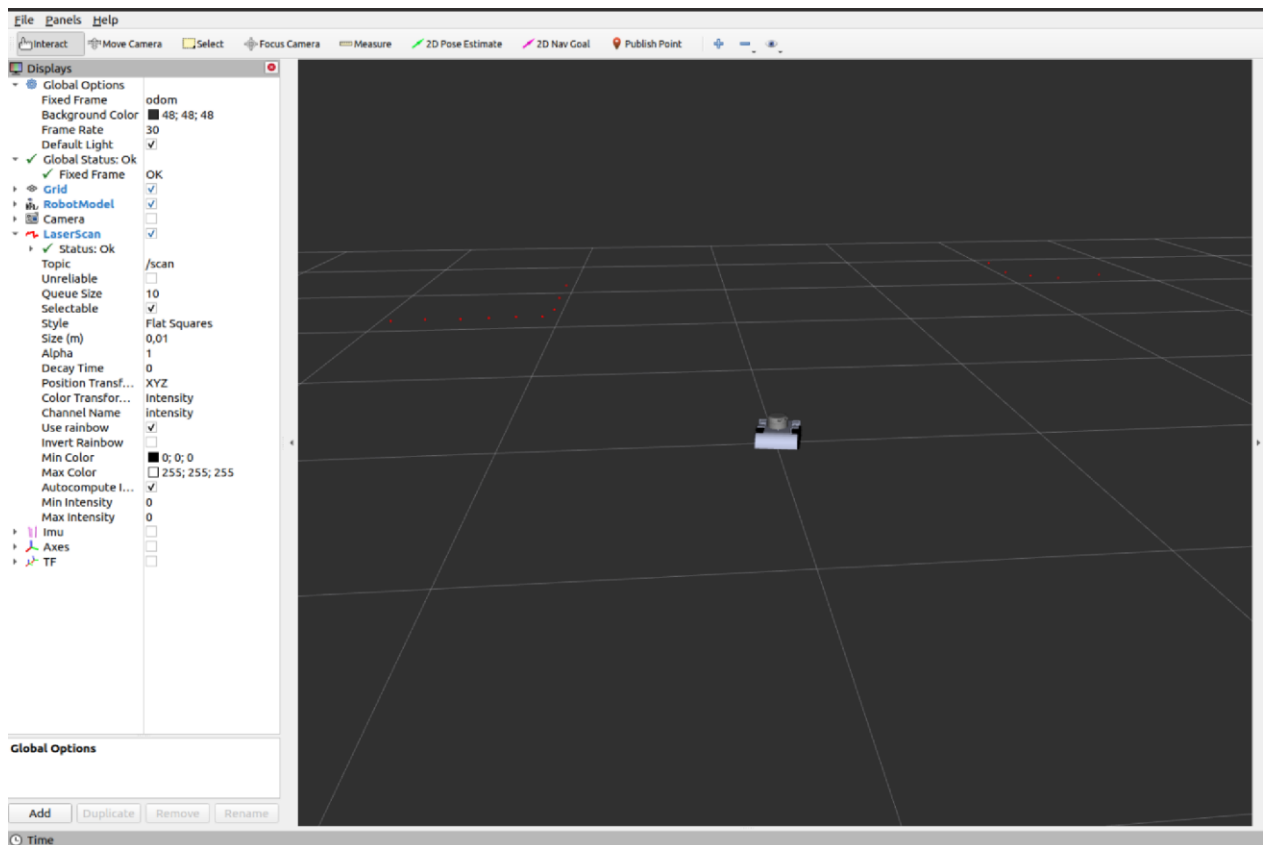 File Panels Help
Interact Move Camera Select Focus Camera Measure 2D Pose Estimate 2D Nav Goal Publish Point
Displays
Global Options
Fixed Frame odom
Background Color 48; 48; 48
Frame Rate 30
Default Light
Global Status: Ok
Fixed Frame OK
Grid
RobotModel
Camera
LaserScan
Status: Ok
Topic /scan
Unreliable
Queue Size 10
Selectable
Style Flat Squares
Size (m) 0,01
Alpha 1
Decay Time 0
Position Transf... XYZ
Color Transfor... Intensity
Channel Name intensity
Use rainbow
Invert Rainbow
Min Color 0; 0; 0
Max Color 255; 255; 255
Autocompute I...
Min Intensity 0
Max Intensity 0
Imu
Axes
TF
Global Options
Add Duplicate Remove Rename
Time